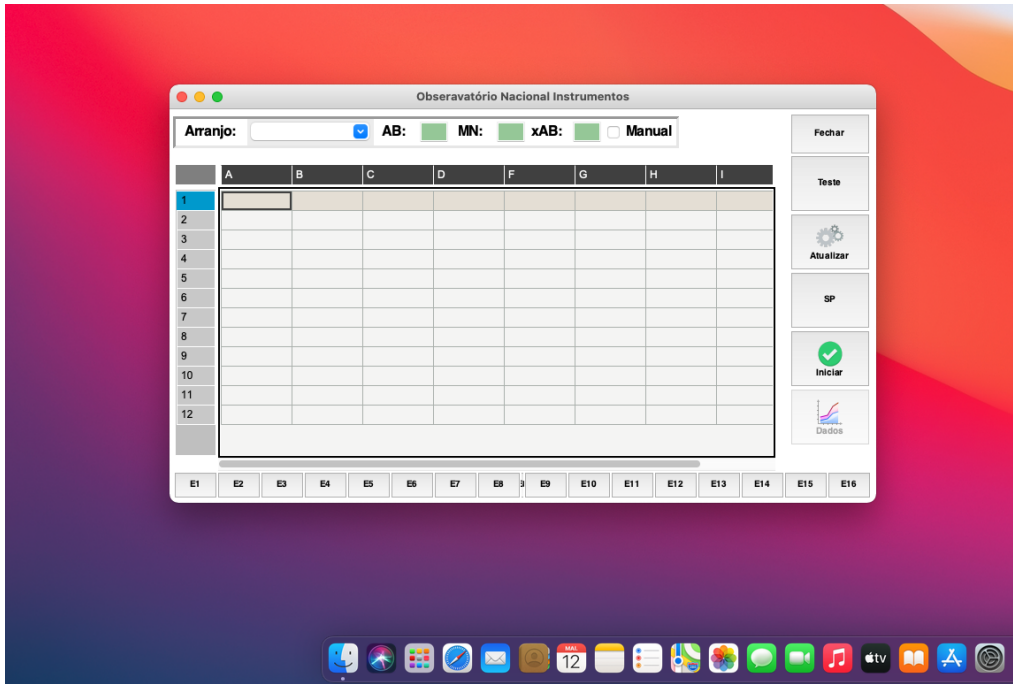 Obseravatório Nacional Instrumentos
Arranjo: AB: MN: xAB: Manual
Fechar
Teste
Atualizar
SP
Iniciar
Dados
A B C D F G H I
1
2
3
4
5
6
7
8
9
10
11
12
E1 E2 E3 E4 E5 E6 E7 E8 E9 E10 E11 E12 E13 E14 E15 E16
12
tv